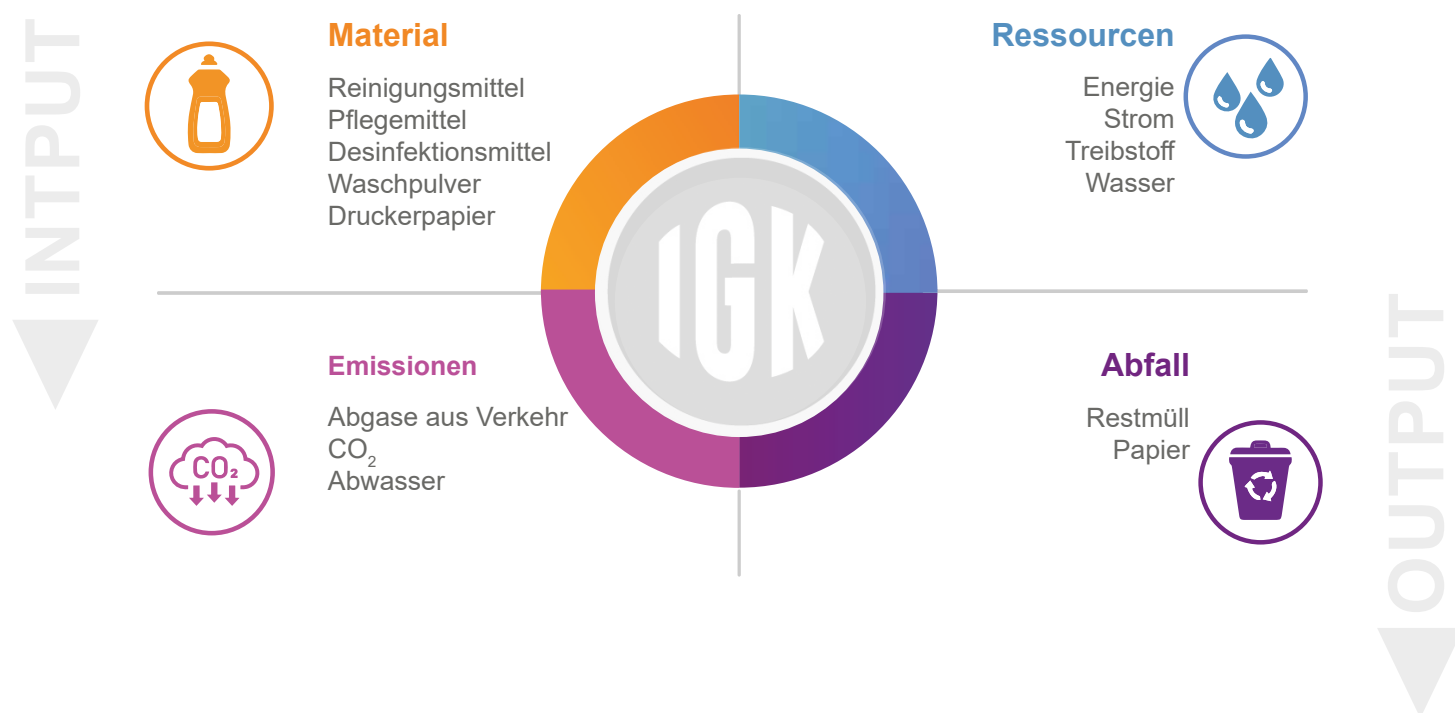 INTPUT
Material
Reinigungsmittel
Pflegemittel
Desinfektionsmittel
Waschpulver
Druckerpapier
Ressourcen
Energie
Strom
Treibstoff
Wasser
IGK
Emissionen
Abgase aus Verkehr
CO₂
Abwasser
CO₂
Abfall
Restmüll
Papier
OUTPUT